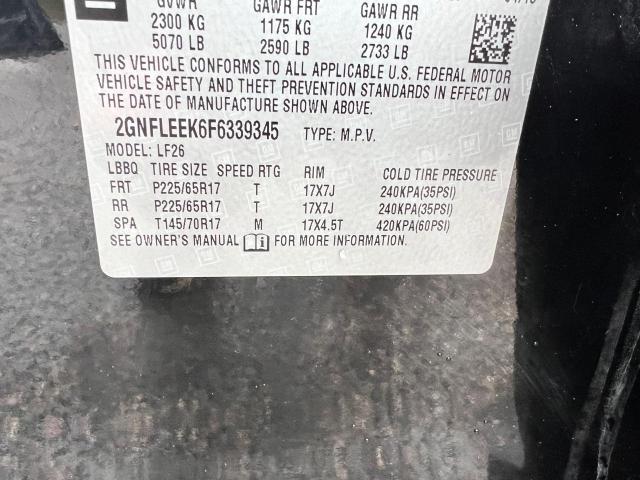 GVWR GAWR FRT GAWR RR
2300 KG 1175 KG 1240 KG
5070 LB 2590 LB 2733 LB
THIS VEHICLE CONFORMS TO ALL APPLICABLE U.S. FEDERAL MOTOR
VEHICLE SAFETY AND THEFT PREVENTION STANDARDS IN EFFECT ON
THE DATE OF MANUFACTURE SHOWN ABOVE.
2GNFLEEK6F6339345 TYPE: M.P.V.
MODEL: LF26
LBBQ TIRE SIZE SPEED RTG RIM COLD TIRE PRESSURE
FRT P225/65R17 T 17X7J 240KPA(35PSI)
RR P225/65R17 T 17X7J 240KPA(35PSI)
SPA T145/70R17 M 17X4.5T 420KPA(60PSI)
SEE OWNER'S MANUAL FOR MORE INFORMATION.